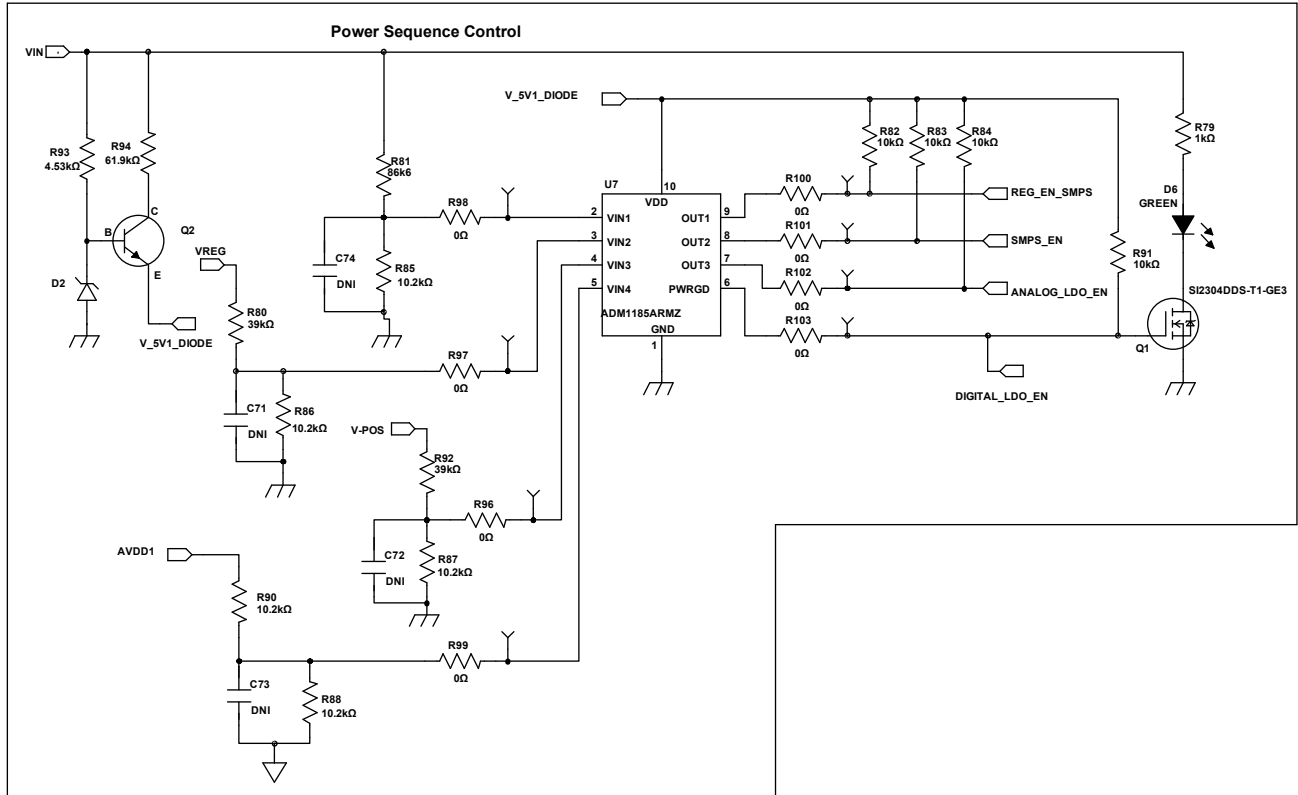 Power Sequence Control
VIN
V_5V1_DIODE
R93
4.53kΩ
R94
61.9kΩ
R81
86k6
R82
10kΩ
R83
10kΩ
R84
10kΩ
R79
1kΩ
U7
10
VDD
R100
0Ω
REG_EN_SMPS
D6
GREEN
C
B
E
Q2
R98
0Ω
2
VIN1
OUT1
9
R101
0Ω
SMPS_EN
3
VIN2
OUT2
8
VREG
C74
DNI
R85
10.2kΩ
4
VIN3
OUT3
7
R102
0Ω
ANALOG_LDO_EN
R91
10kΩ
D2
5
VIN4
PWRGD
6
SI2304DDS-T1-GE3
R80
39kΩ
ADM1185ARMZ
GND
1
R103
0Ω
Q1
V_5V1_DIODE
R97
0Ω
DIGITAL_LDO_EN
C71
DNI
R86
10.2kΩ
V-POS
R92
39kΩ
R96
0Ω
AVDD1
C72
DNI
R87
10.2kΩ
R90
10.2kΩ
R99
0Ω
C73
DNI
R88
10.2kΩ